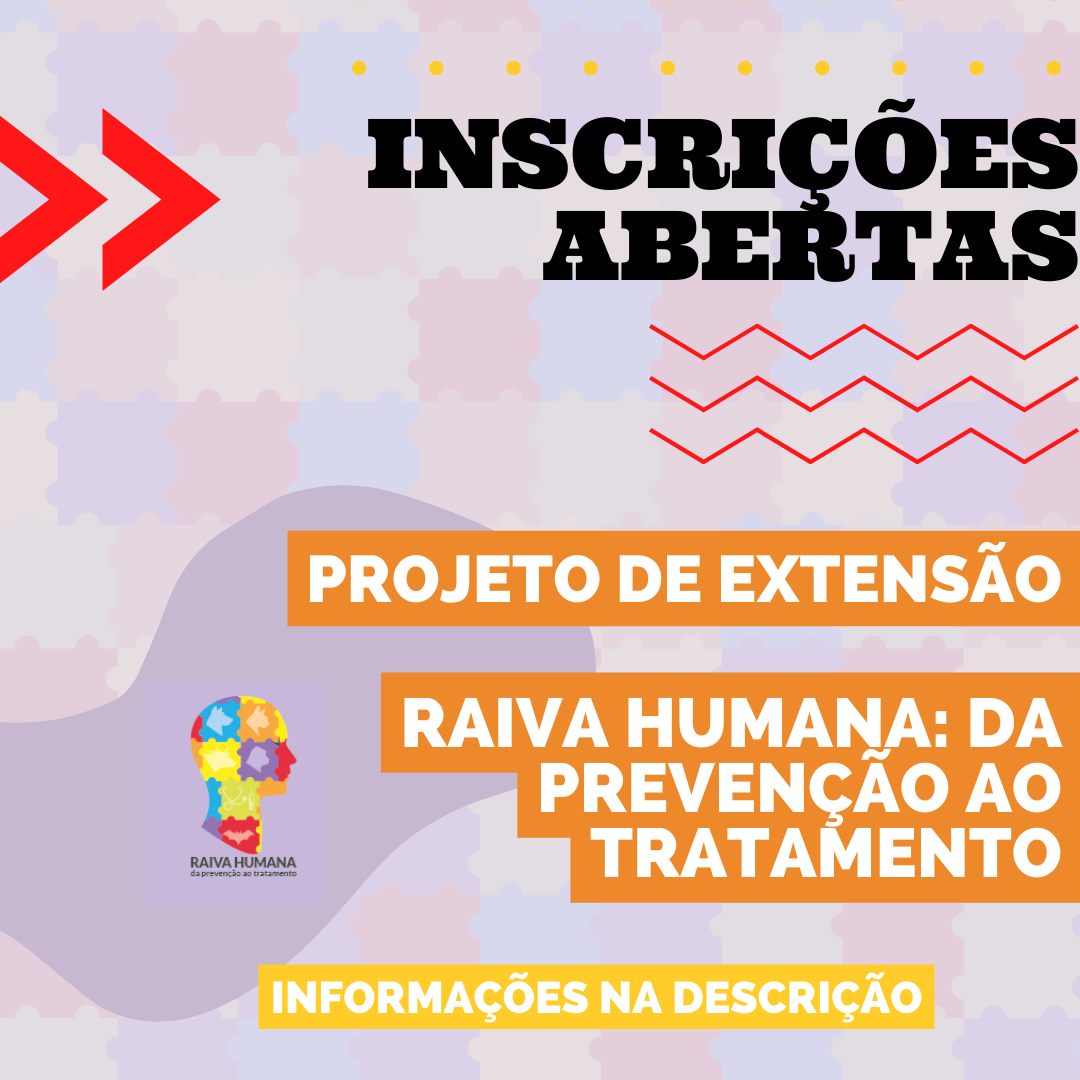 INSCRIÇÕES
ABERTAS
PROJETO DE EXTENSÃO
RAIVA HUMANA: DA
PREVENÇÃO AO
TRATAMENTO
RAIVA HUMANA
da prevenção ao tratamento
INFORMAÇÕES NA DESCRIÇÃO